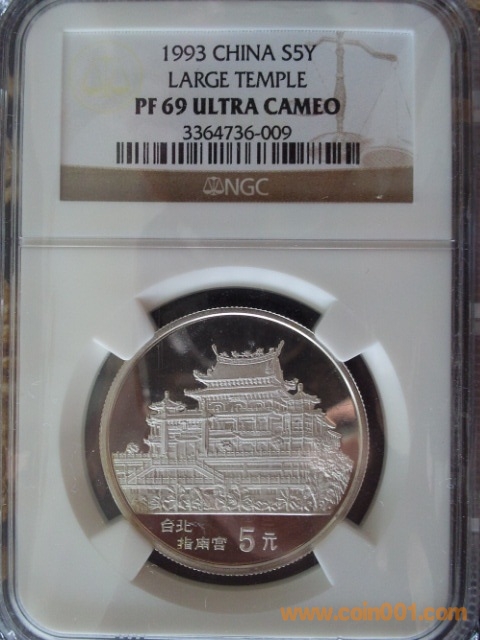 1993 CHINA S5Y
LARGE TEMPLE
PF 69 ULTRA CAMEO
3364736-009
NGC
台北
指南宫 5元
www.coin001.com